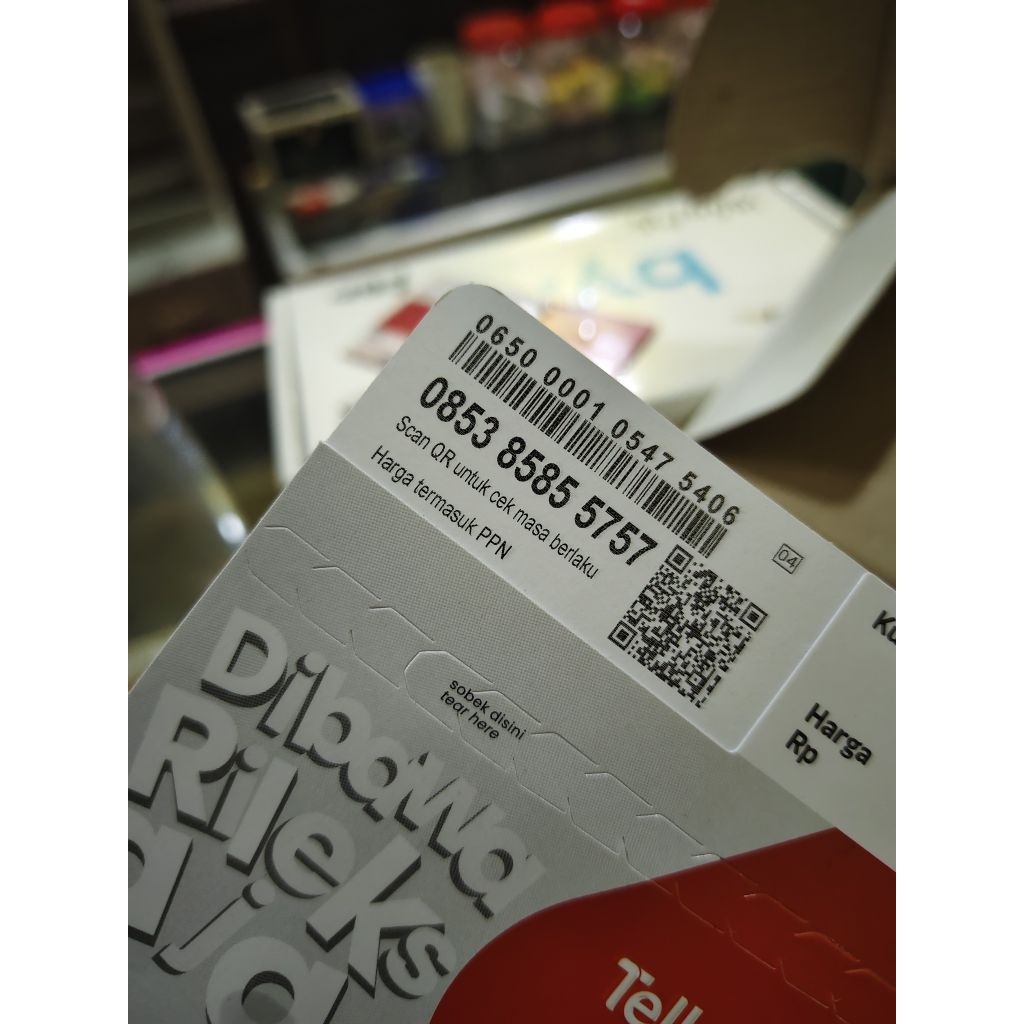 0650 0001 0547 5406
0853 8585 5757
Scan QR untuk cek masa berlaku
Harga termasuk PPN
04
Harga
Rp
sobek disini
tear here
Dibawa
Rileks
aja